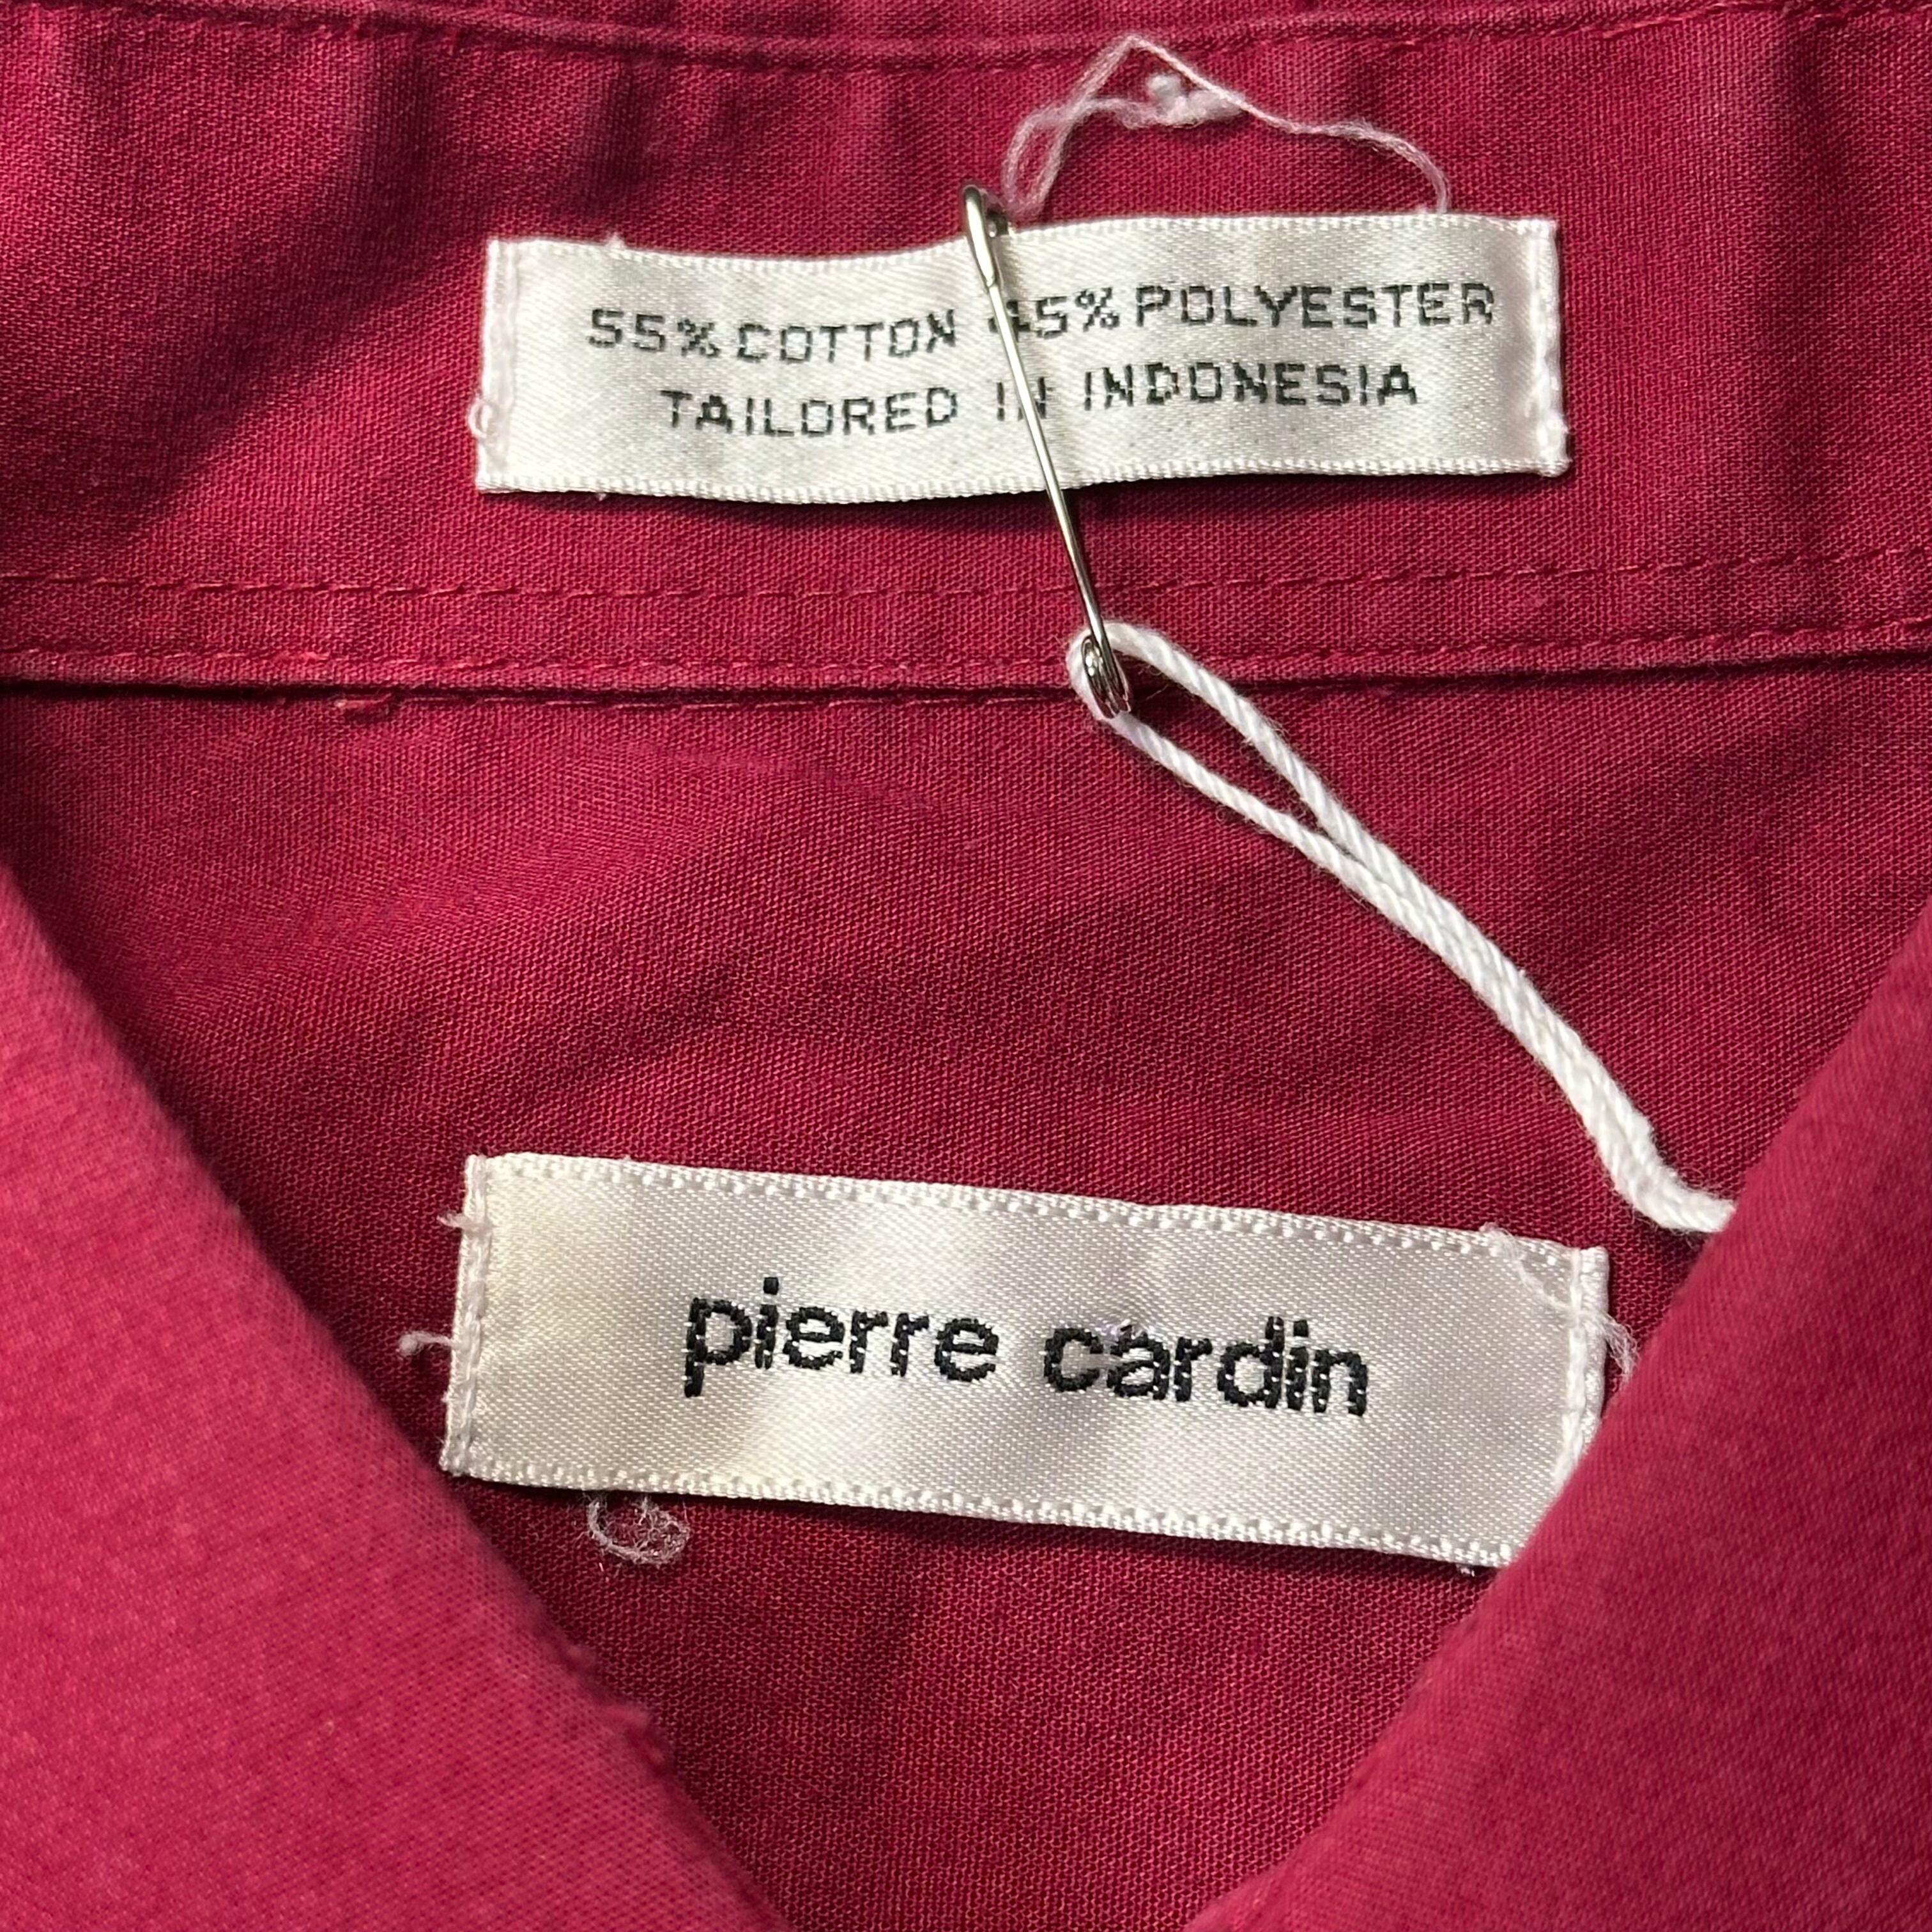 55% COTTON 45% POLYESTER
TAILORED IN INDONESIA
pierre cardin